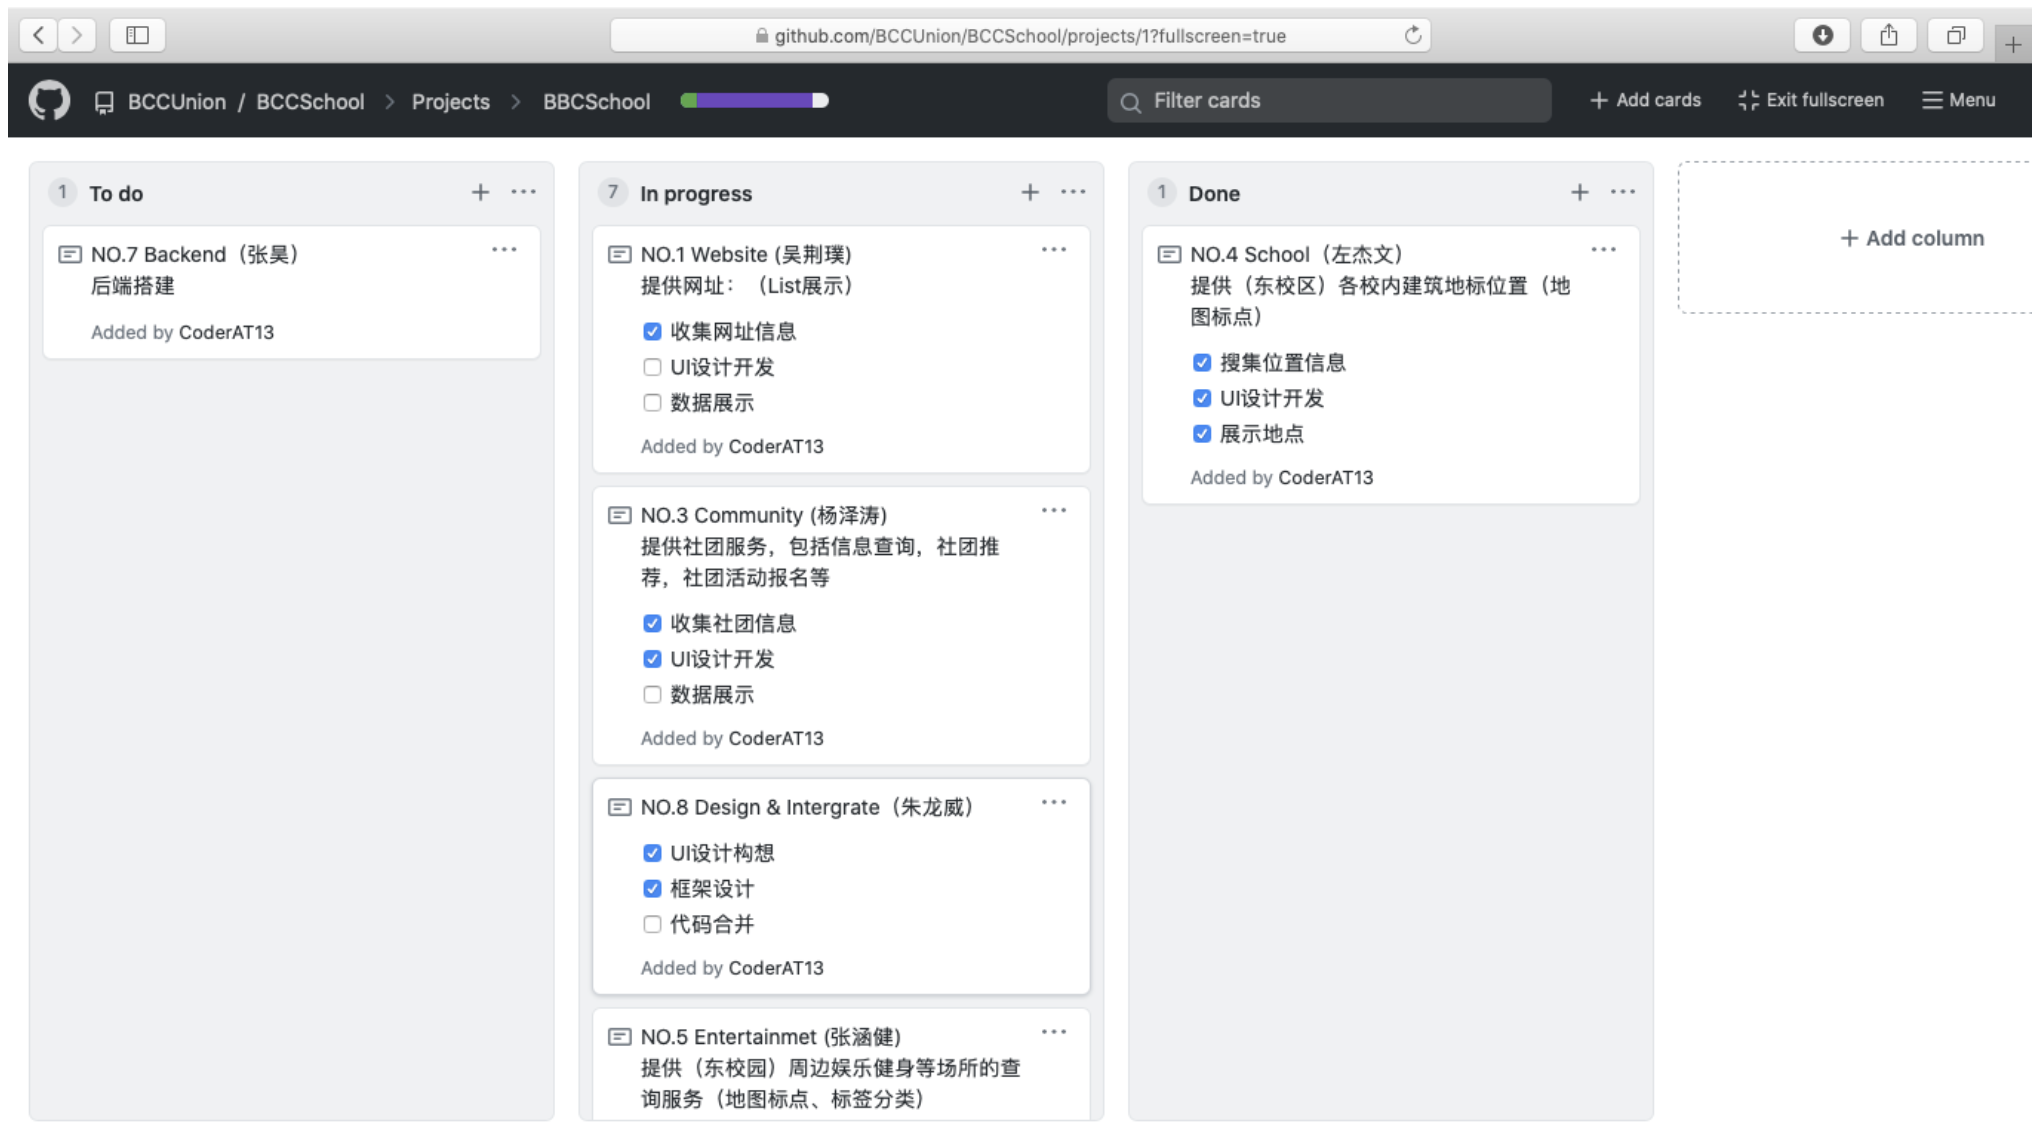 github.com/BCCUnion/BCCSchool/projects/1?fullscreen=true
BCCUnion / BCCSchool > Projects > BBCSchool
Filter cards
+ Add cards
Exit fullscreen
Menu
1 To do
NO.7 Backend（张昊）
后端搭建
Added by CoderAT13
7 In progress
NO.1 Website (吴荆璞)
提供网址：（List展示）
收集网址信息
UI设计开发
数据展示
Added by CoderAT13
NO.3 Community (杨泽涛)
提供社团服务，包括信息查询，社团推
荐，社团活动报名等
收集社团信息
UI设计开发
数据展示
Added by CoderAT13
NO.8 Design & Intergrate（朱龙威）
UI设计构想
框架设计
代码合并
Added by CoderAT13
NO.5 Entertainmet (张涵健)
提供（东校园）周边娱乐健身等场所的查
询服务（地图标点、标签分类）
1 Done
NO.4 School（左杰文）
提供（东校区）各校内建筑地标位置（地
图标点）
搜集位置信息
UI设计开发
展示地点
Added by CoderAT13
+ Add column